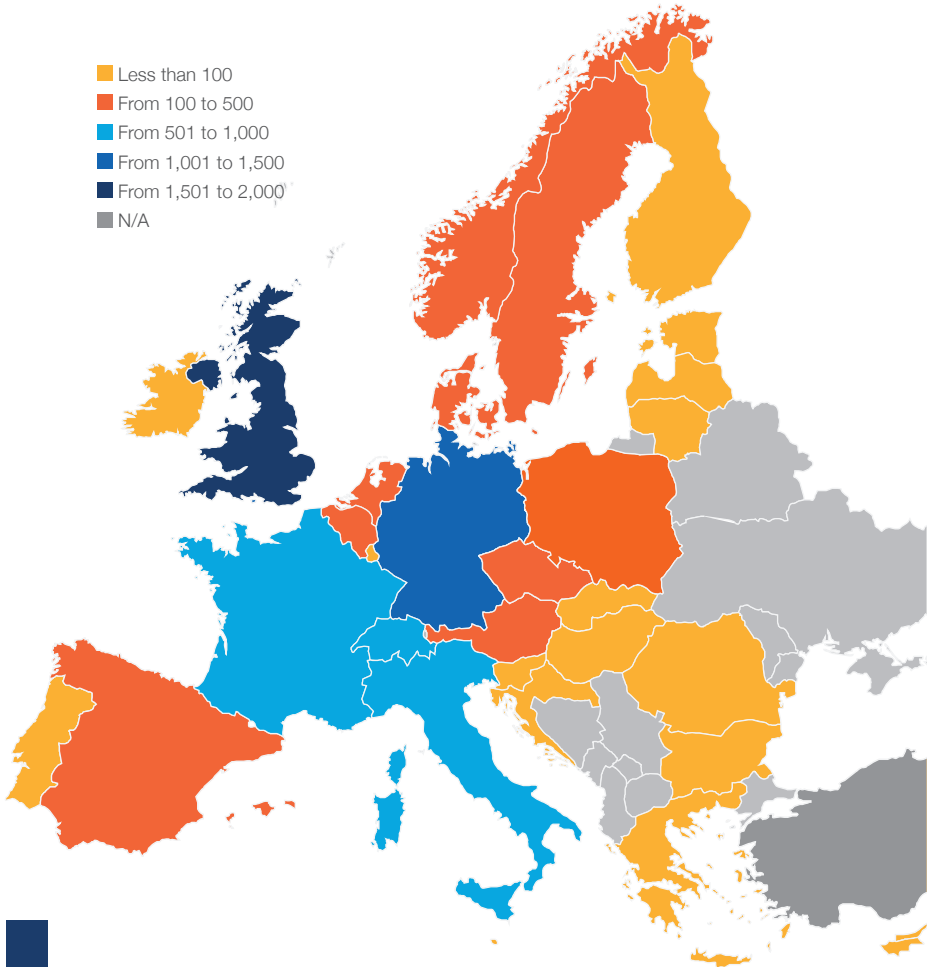 Less than 100
From 100 to 500
From 501 to 1,000
From 1,001 to 1,500
From 1,501 to 2,000
N/A